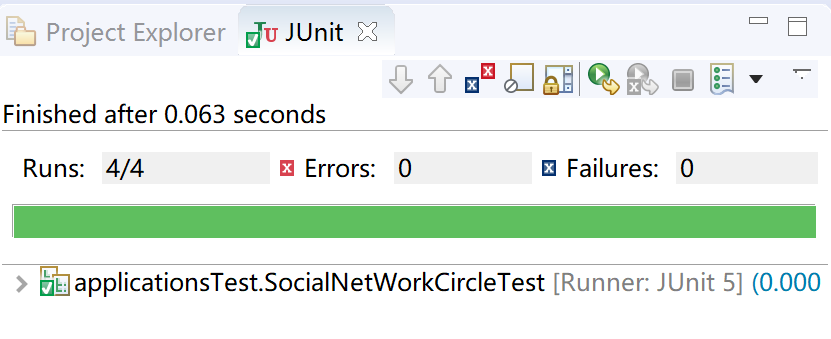 Project Explorer JUnit
Finished after 0.063 seconds
Runs: 4/4 Errors: 0 Failures: 0
applicationsTest.SocialNetWorkCircleTest [Runner: JUnit 5] (0.000